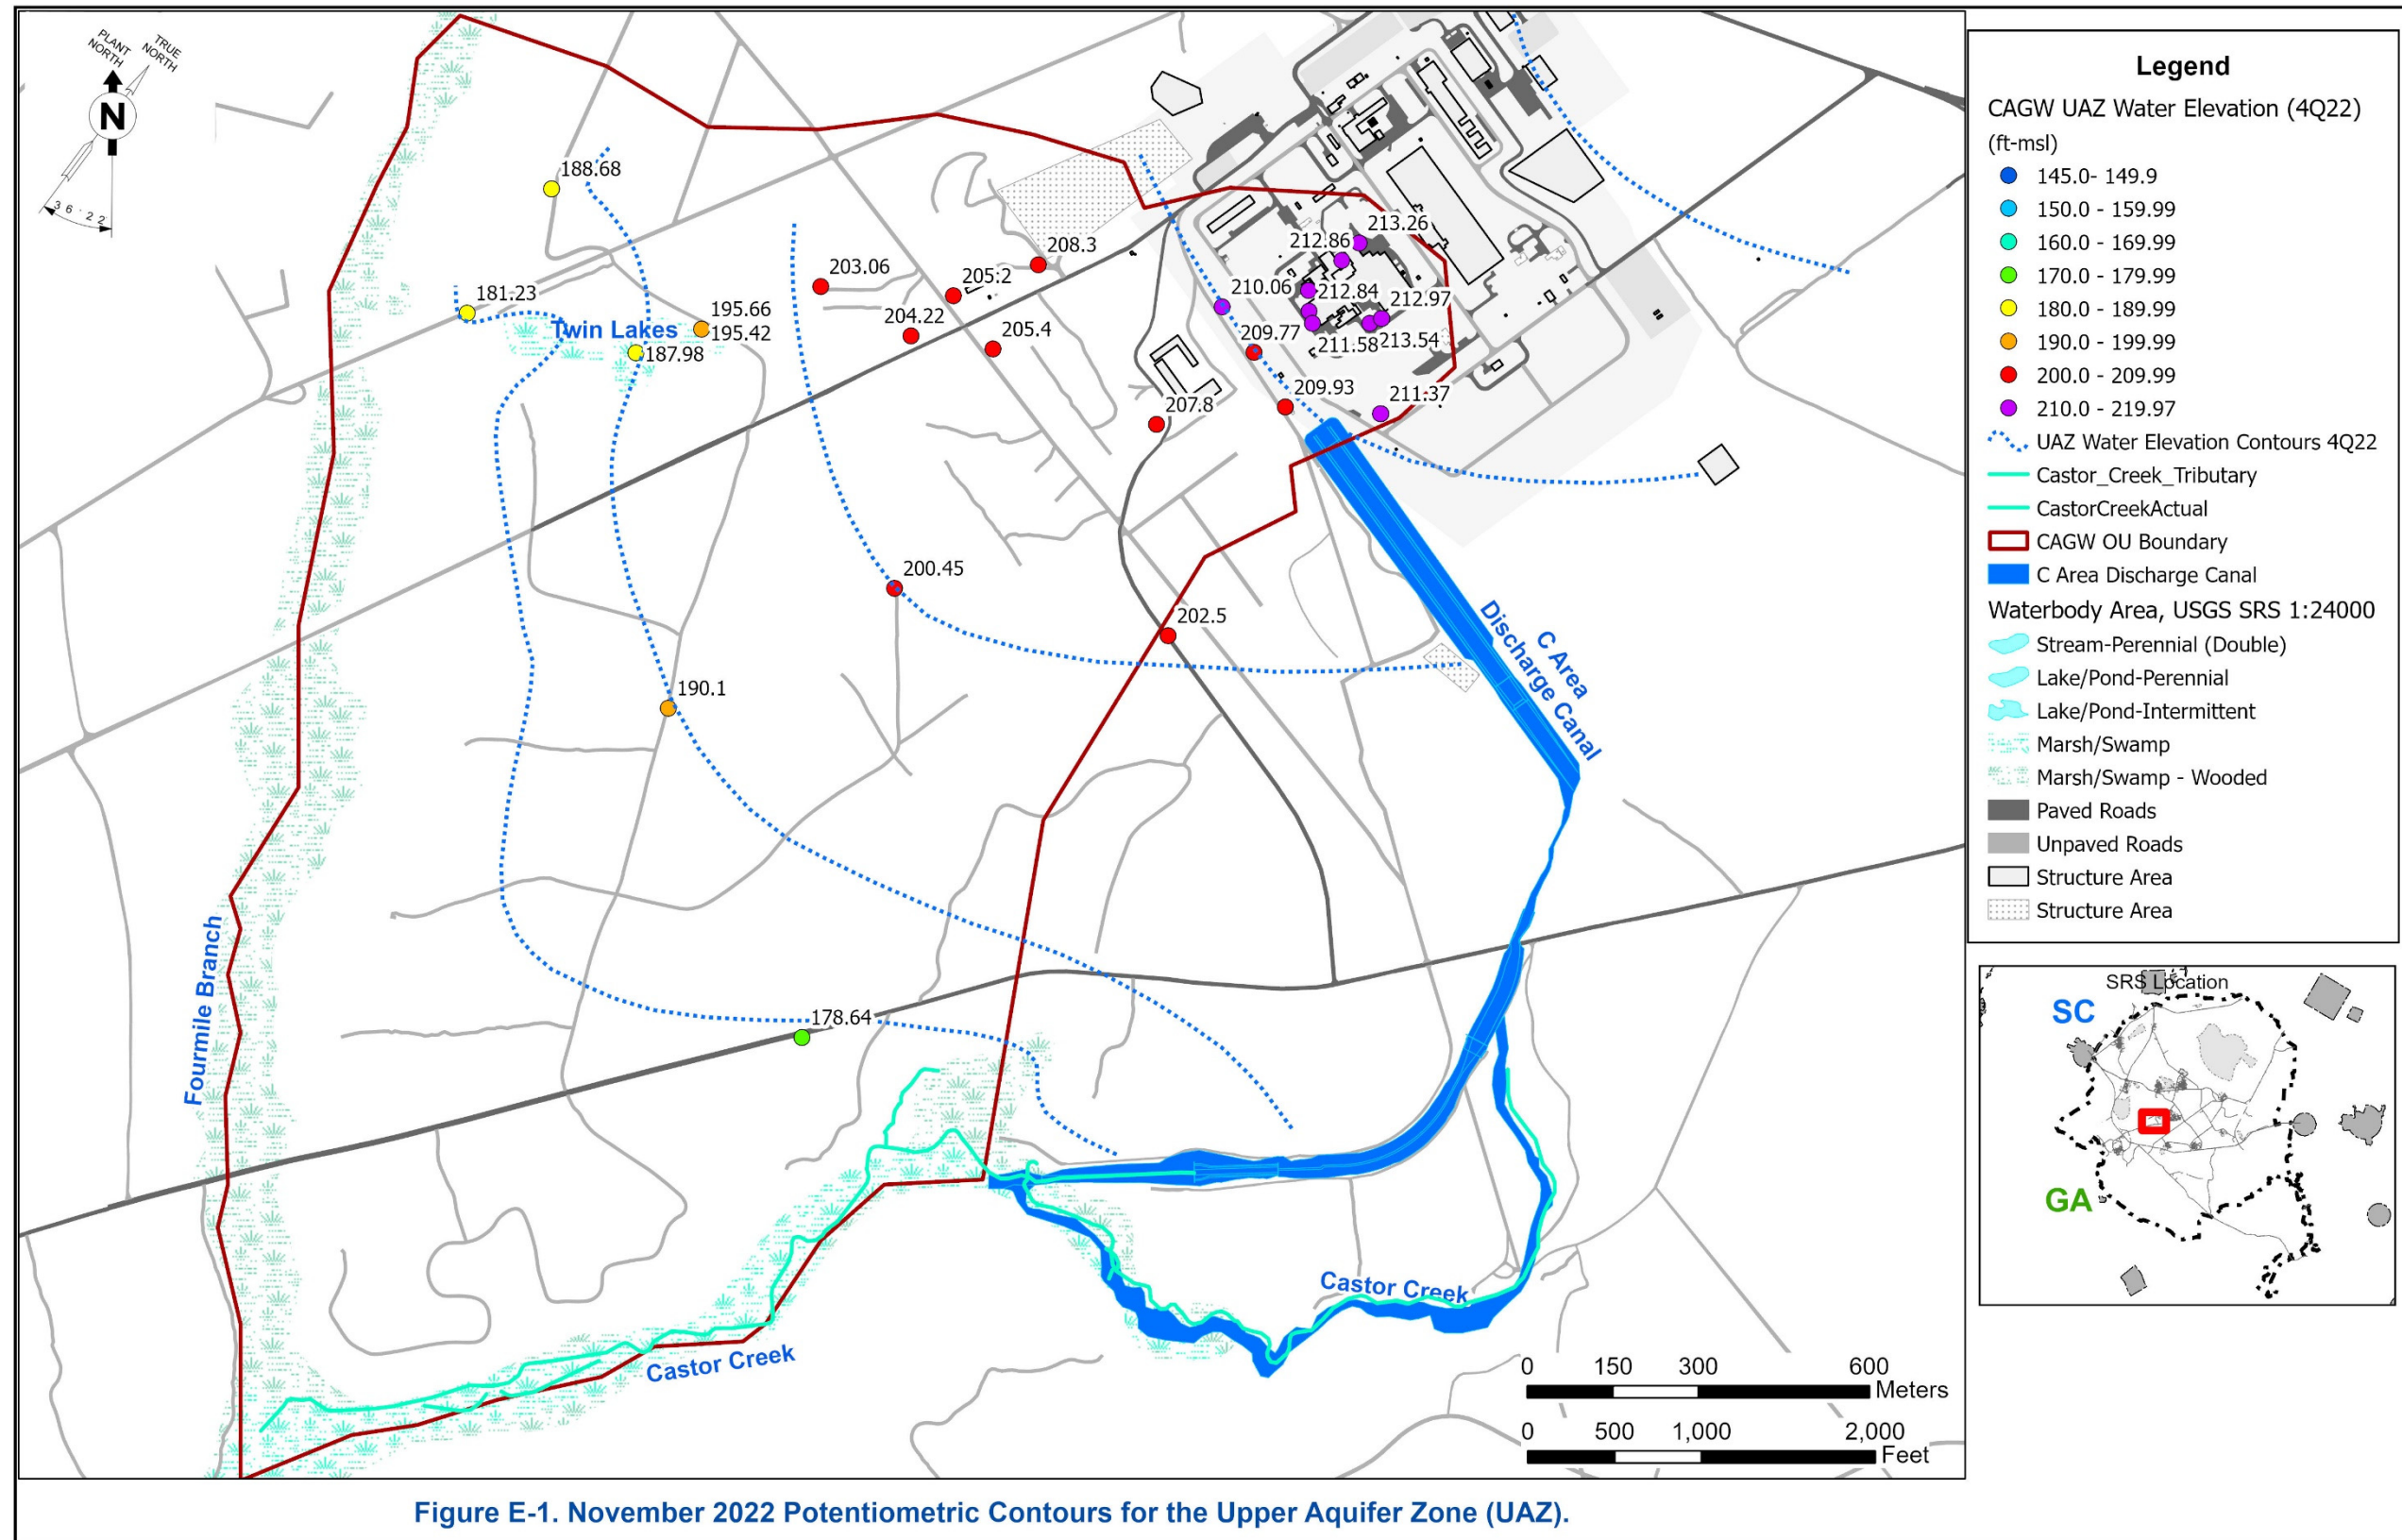 PLANT
NORTH
TRUE
NORTH
N
36°22'
188.68
181.23
Twin Lakes
195.66
195.42
187.98
203.06
208.3
205.2
204.22
205.4
213.26
212.86
210.06
212.84
212.97
209.77
211.58
213.54
209.93
211.37
207.8
200.45
202.5
190.1
178.64
C Area
Discharge Canal
Fourmile Branch
Castor Creek
Castor Creek
0 150 300 600
Meters
0 500 1,000 2,000
Feet
Legend
CAGW UAZ Water Elevation (4Q22)
(ft-msl)
145.0- 149.9
150.0 - 159.99
160.0 - 169.99
170.0 - 179.99
180.0 - 189.99
190.0 - 199.99
200.0 - 209.99
210.0 - 219.97
UAZ Water Elevation Contours 4Q22
Castor_Creek_Tributary
CastorCreekActual
CAGW OU Boundary
C Area Discharge Canal
Waterbody Area, USGS SRS 1:24000
Stream-Perennial (Double)
Lake/Pond-Perennial
Lake/Pond-Intermittent
Marsh/Swamp
Marsh/Swamp - Wooded
Paved Roads
Unpaved Roads
Structure Area
Structure Area
SRS Location
SC
GA
Figure E-1. November 2022 Potentiometric Contours for the Upper Aquifer Zone (UAZ).